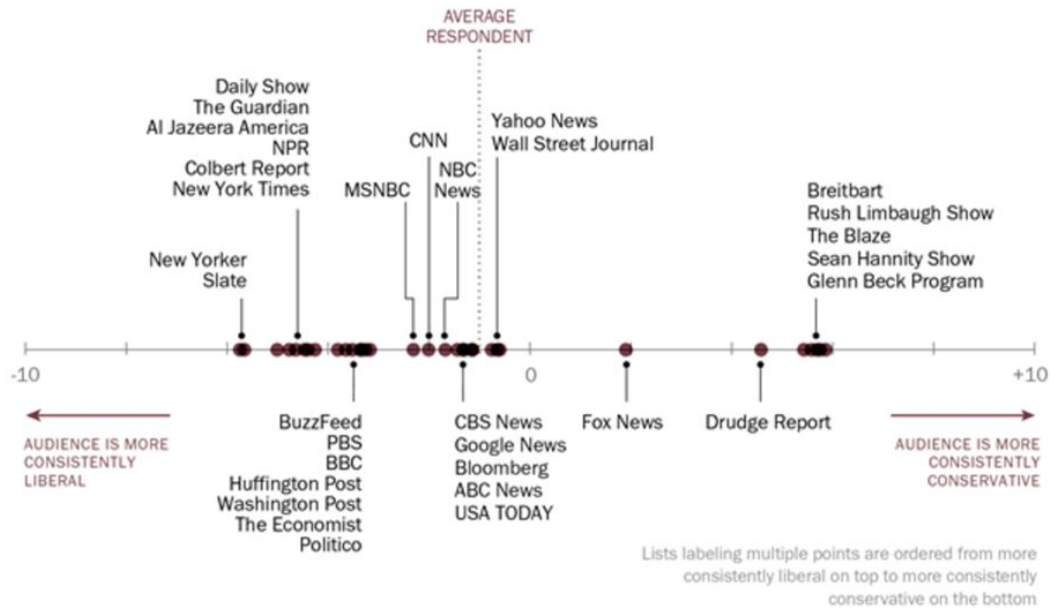 AVERAGE
RESPONDENT
Daily Show
The Guardian
Al Jazeera America
NPR
Colbert Report
New York Times
CNN
Yahoo News
Wall Street Journal
MSNBC
NBC
News
Breitbart
Rush Limbaugh Show
The Blaze
Sean Hannity Show
Glenn Beck Program
New Yorker
Slate
-10
0
+10
AUDIENCE IS MORE
CONSISTENTLY
LIBERAL
BuzzFeed
PBS
BBC
Huffington Post
Washington Post
The Economist
Politico
CBS News
Google News
Bloomberg
ABC News
USA TODAY
Fox News
Drudge Report
AUDIENCE IS MORE
CONSISTENTLY
CONSERVATIVE
Lists labeling multiple points are ordered from more
consistently liberal on top to more consistently
conservative on the bottom